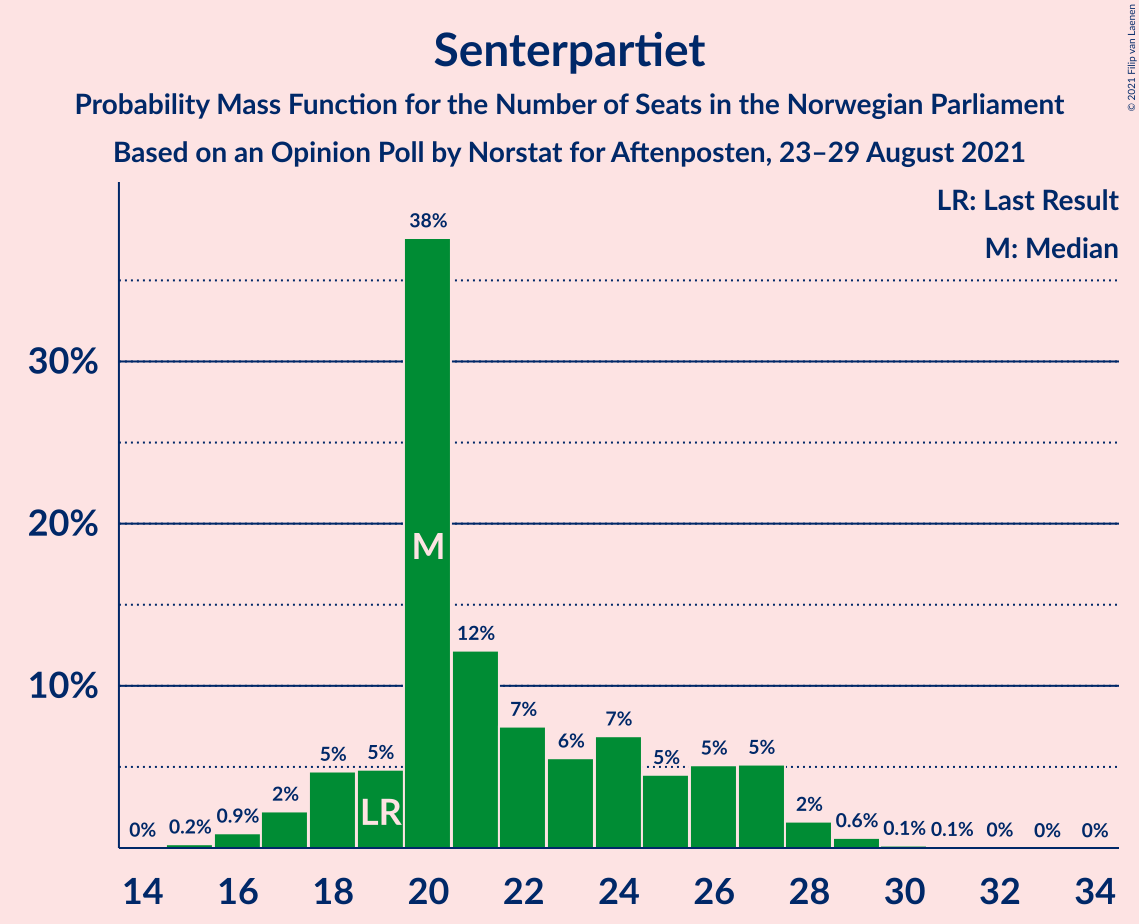 Senterpartiet
Probability Mass Function for the Number of Seats in the Norwegian Parliament
Based on an Opinion Poll by Norstat for Aftenposten, 23–29 August 2021
© 2021 Filip van Laenen
LR: Last Result
M: Median
30%
20%
10%
0%
0.2%
0.9%
2%
5%
5%
38%
12%
7%
6%
7%
5%
5%
5%
2%
0.6%
0.1%
0.1%
0%
0%
0%
M
LR
14 16 18 20 22 24 26 28 30 32 34